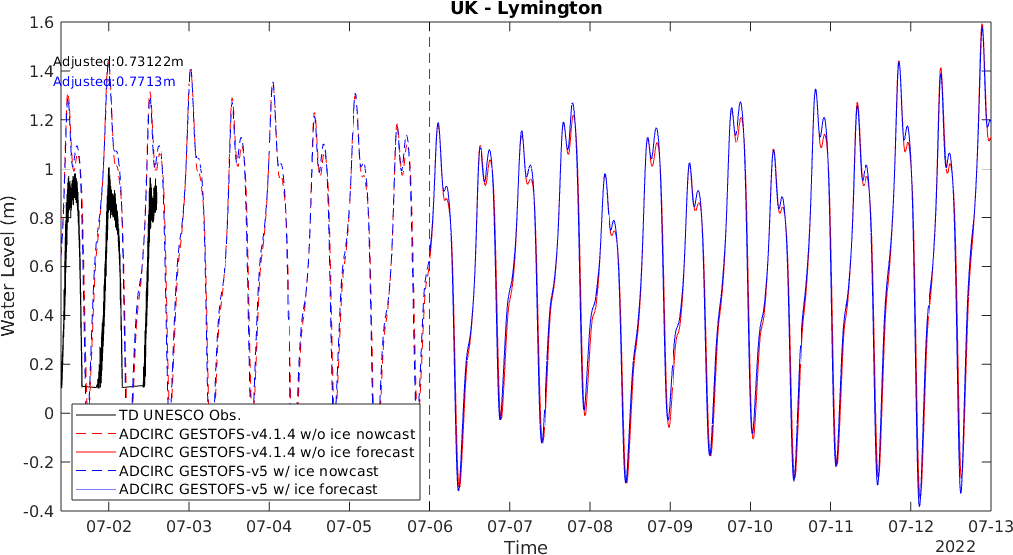 UK - Lymington
1.6
1.4
1.2
1
0.8
0.6
0.4
0.2
0
-0.2
-0.4
Water Level (m)
Adjusted:0.73122m
Adjusted:0.7713m
TD UNESCO Obs.
ADCIRC GESTOFS-v4.1.4 w/o ice nowcast
ADCIRC GESTOFS-v4.1.4 w/o ice forecast
ADCIRC GESTOFS-v5 w/ ice nowcast
ADCIRC GESTOFS-v5 w/ ice forecast
07-02 07-03 07-04 07-05 07-06 07-07 07-08 07-09 07-10 07-11 07-12 07-13
Time
2022